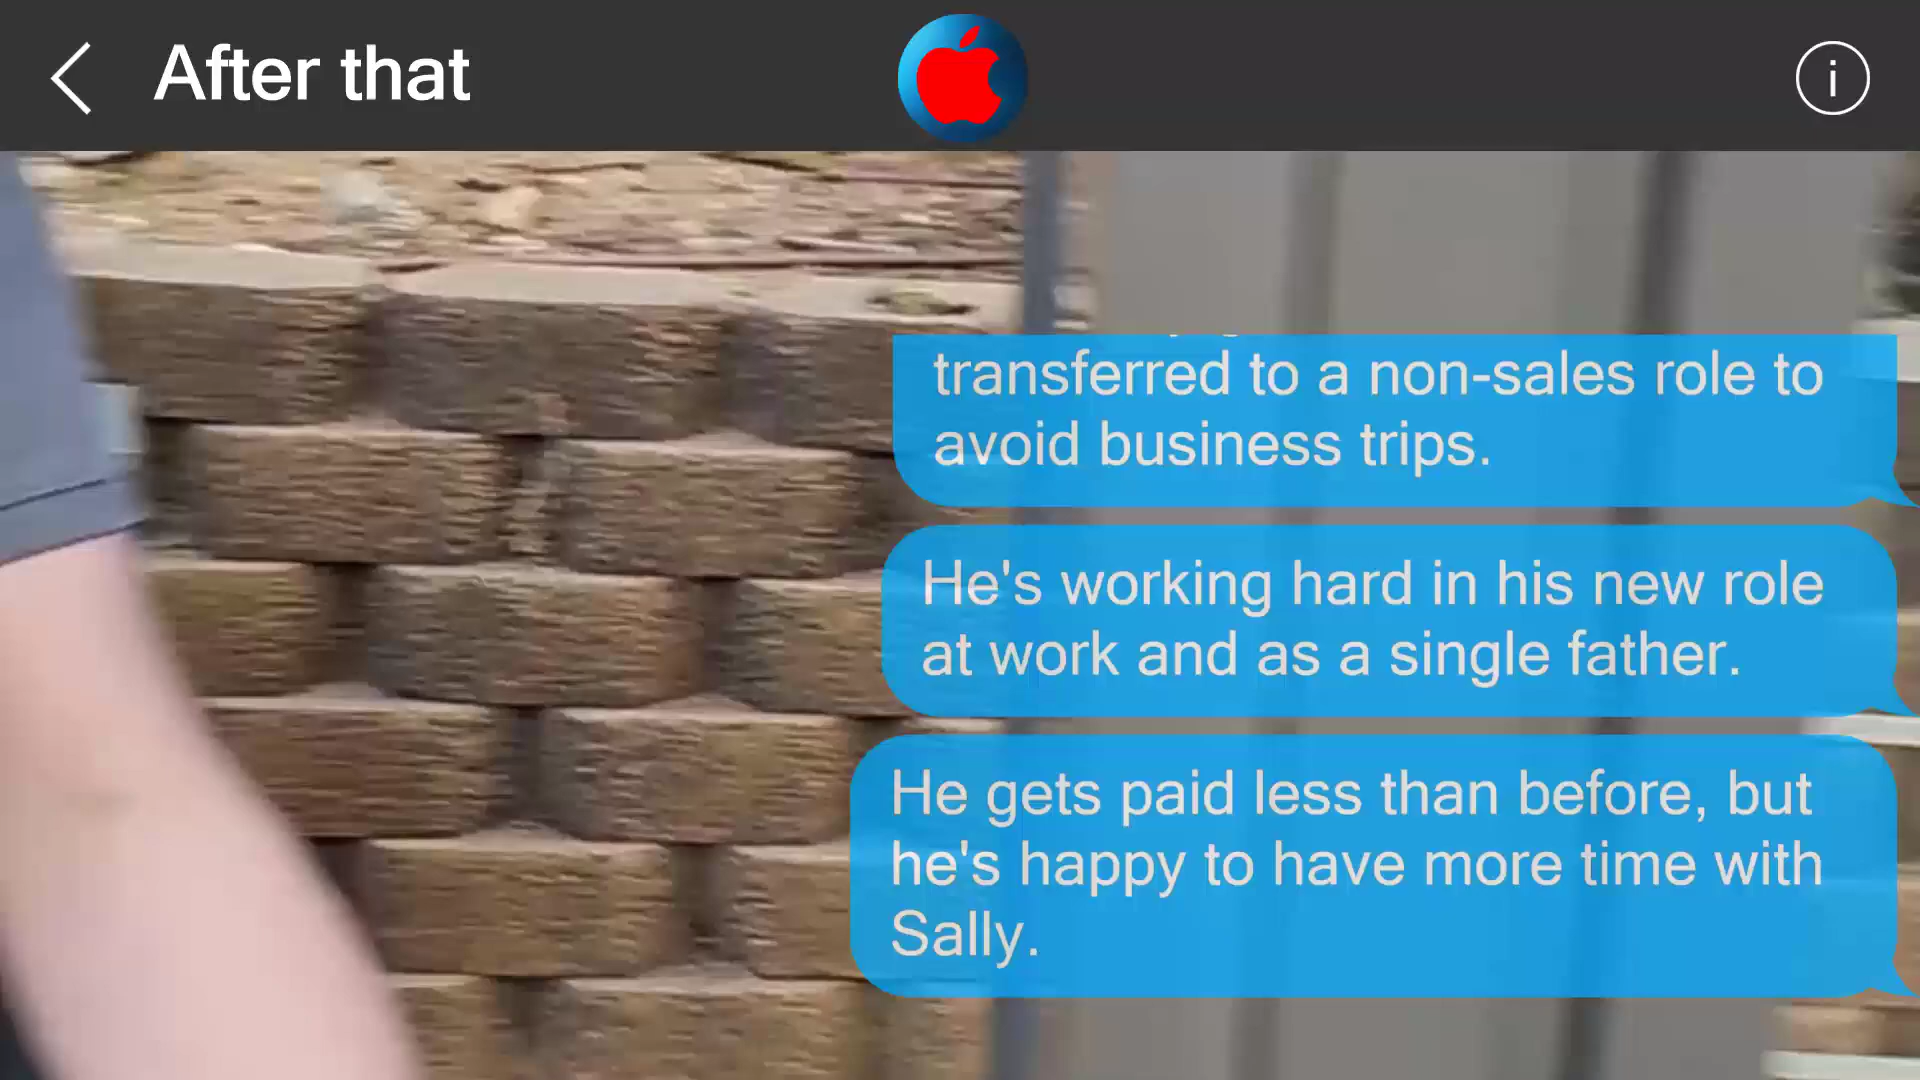 After that
transferred to a non-sales role to
avoid business trips.
He's working hard in his new role
at work and as a single father.
He gets paid less than before, but
he's happy to have more time with
Sally.